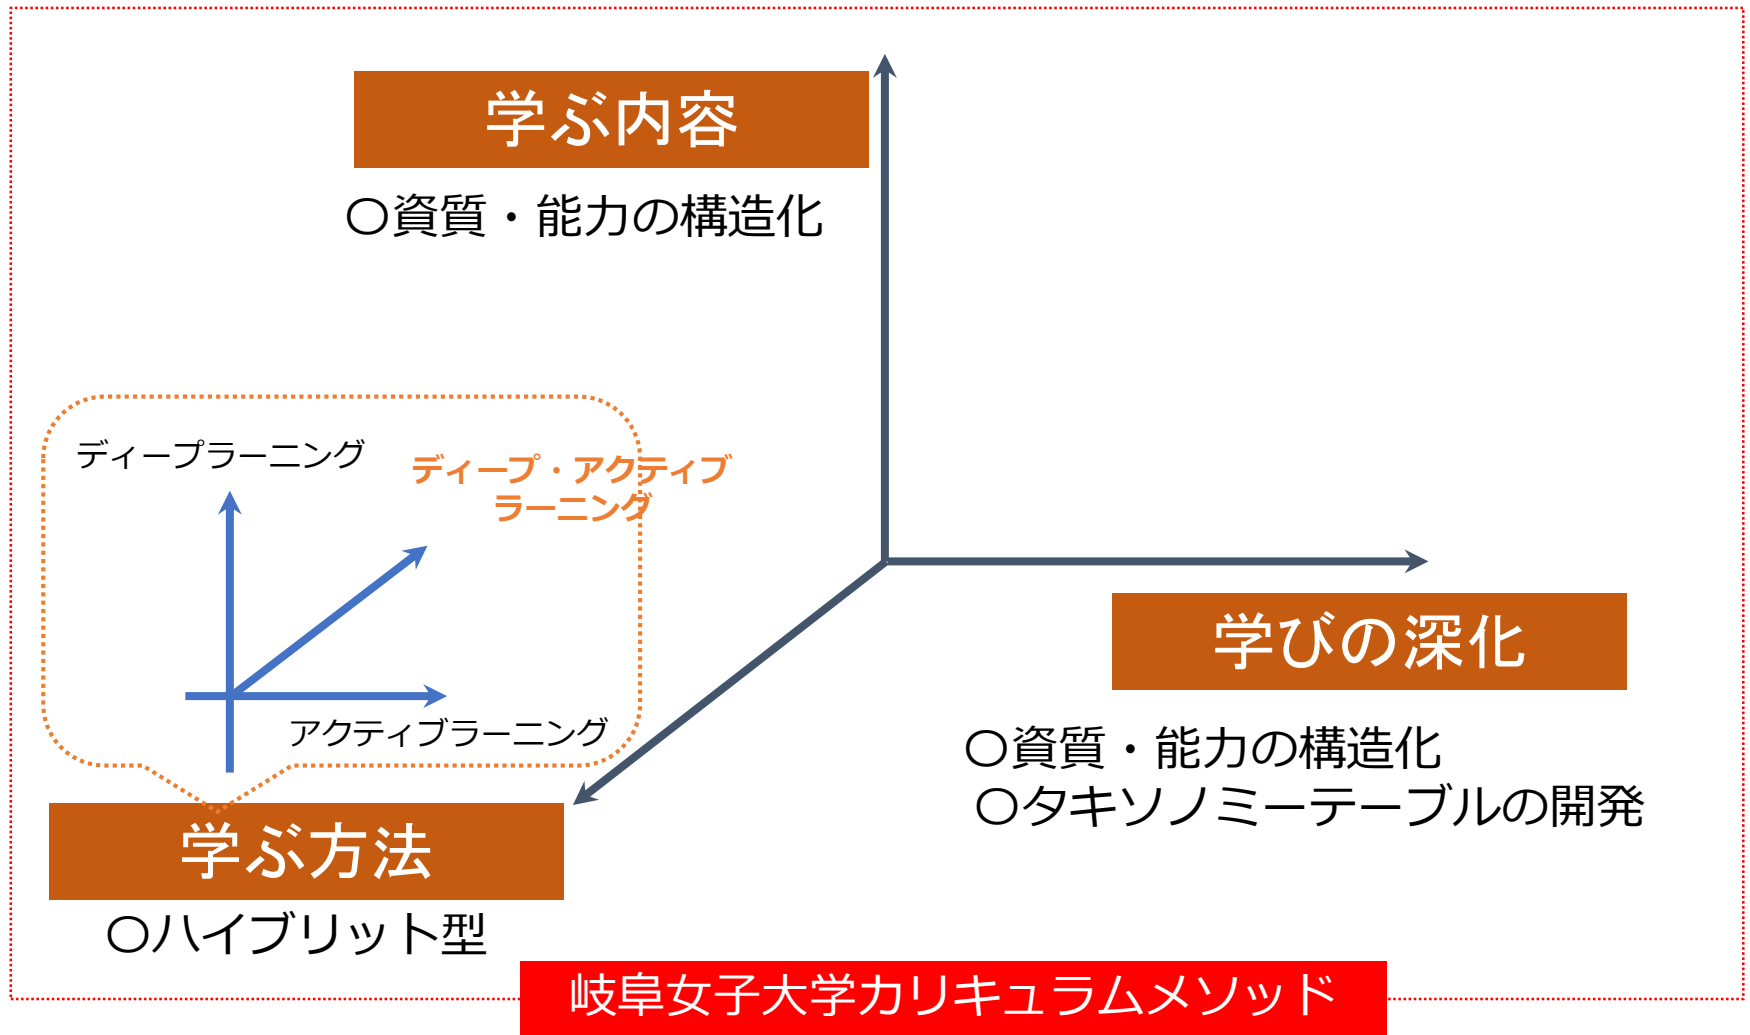 学ぶ内容
〇資質・能力の構造化
ディープラーニング
ディープ・アクティブ
ラーニング
アクティブラーニング
学びの深化
〇資質・能力の構造化
〇タキソノミーテーブルの開発
学ぶ方法
〇ハイブリット型
岐阜女子大学カリキュラムメソッド